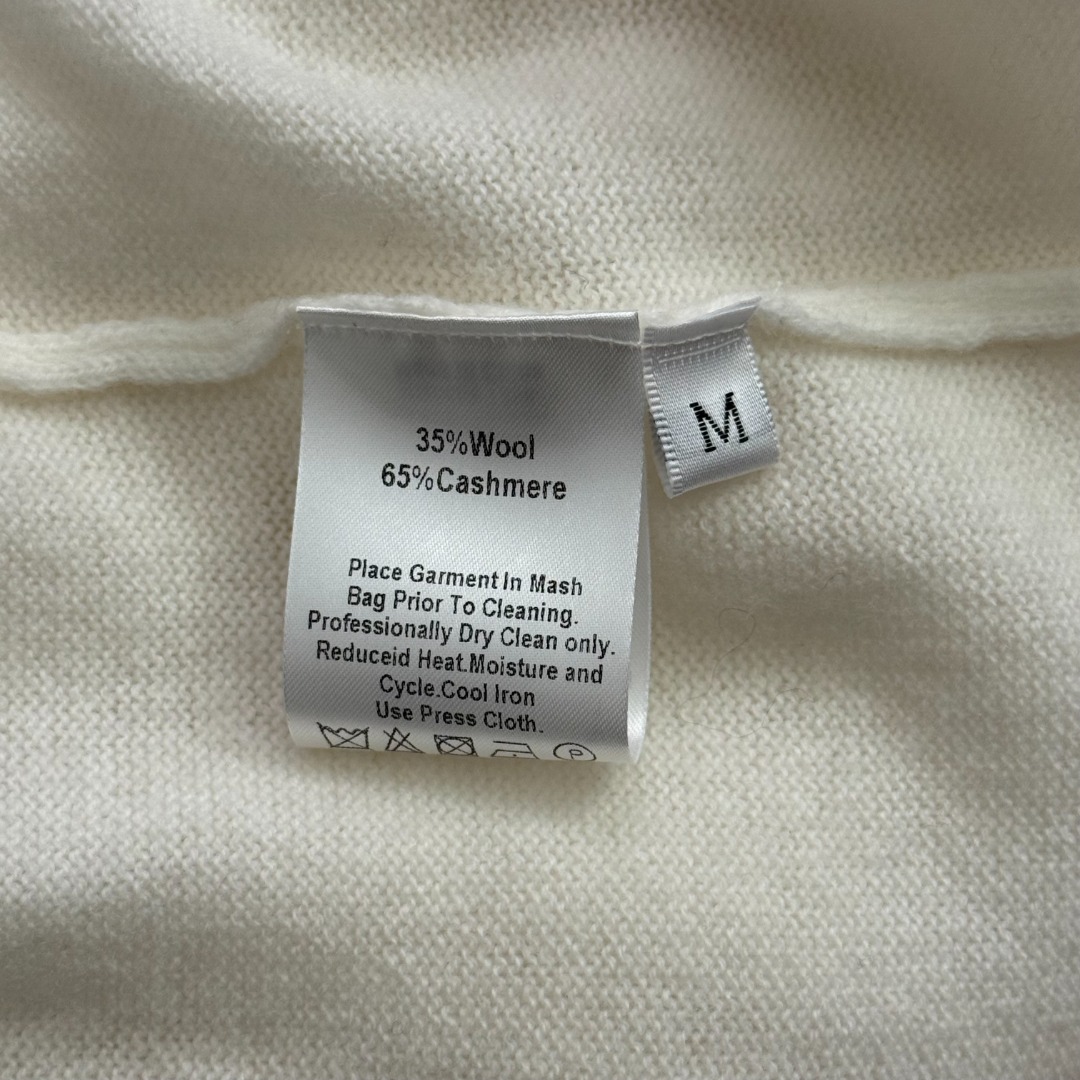 35%Wool
65%Cashmere
Place Garment In Mash
Bag Prior To Cleaning.
Professionally Dry Clean only.
Reduceid Heat.Moisture and
Cycle.Cool Iron
Use Press Cloth.
P
M